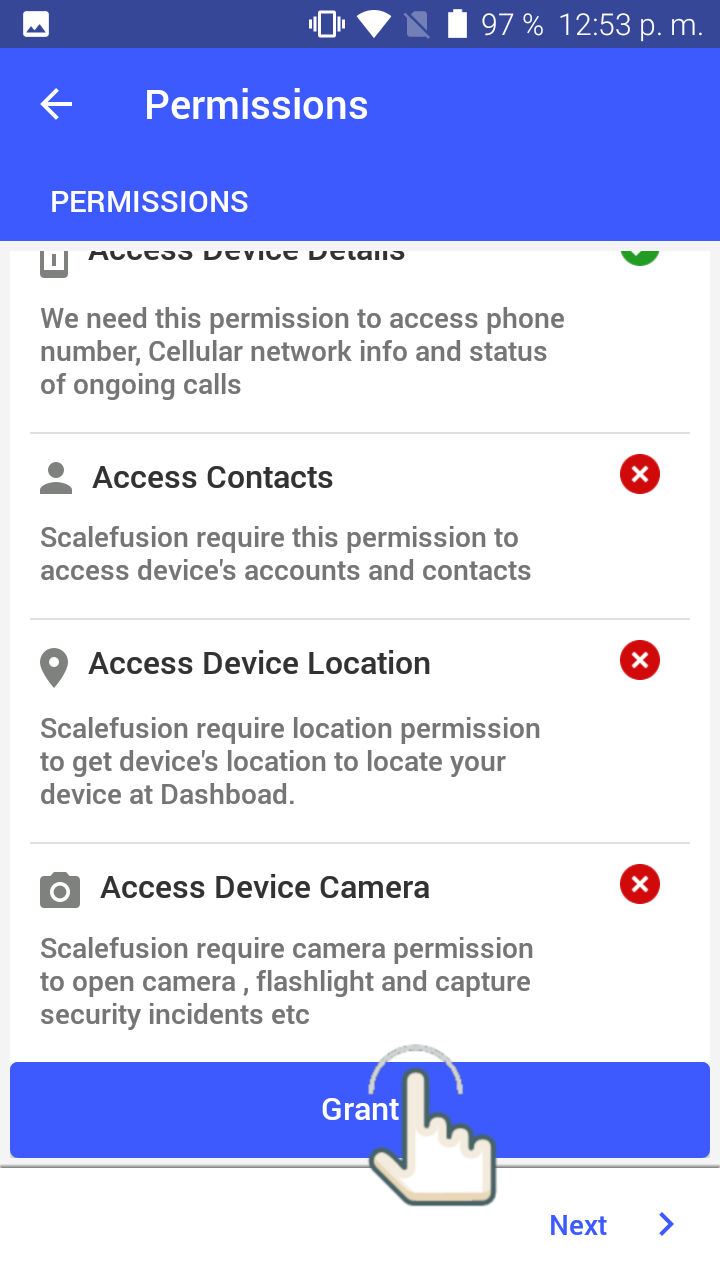 97 % 12:53 p. m.
Permissions
PERMISSIONS
Access Device Details
We need this permission to access phone
number, Cellular network info and status
of ongoing calls
Access Contacts
Scalefusion require this permission to
access device's accounts and contacts
Access Device Location
Scalefusion require location permission
to get device's location to locate your
device at Dashboad.
Access Device Camera
Scalefusion require camera permission
to open camera , flashlight and capture
security incidents etc
Grant
Next